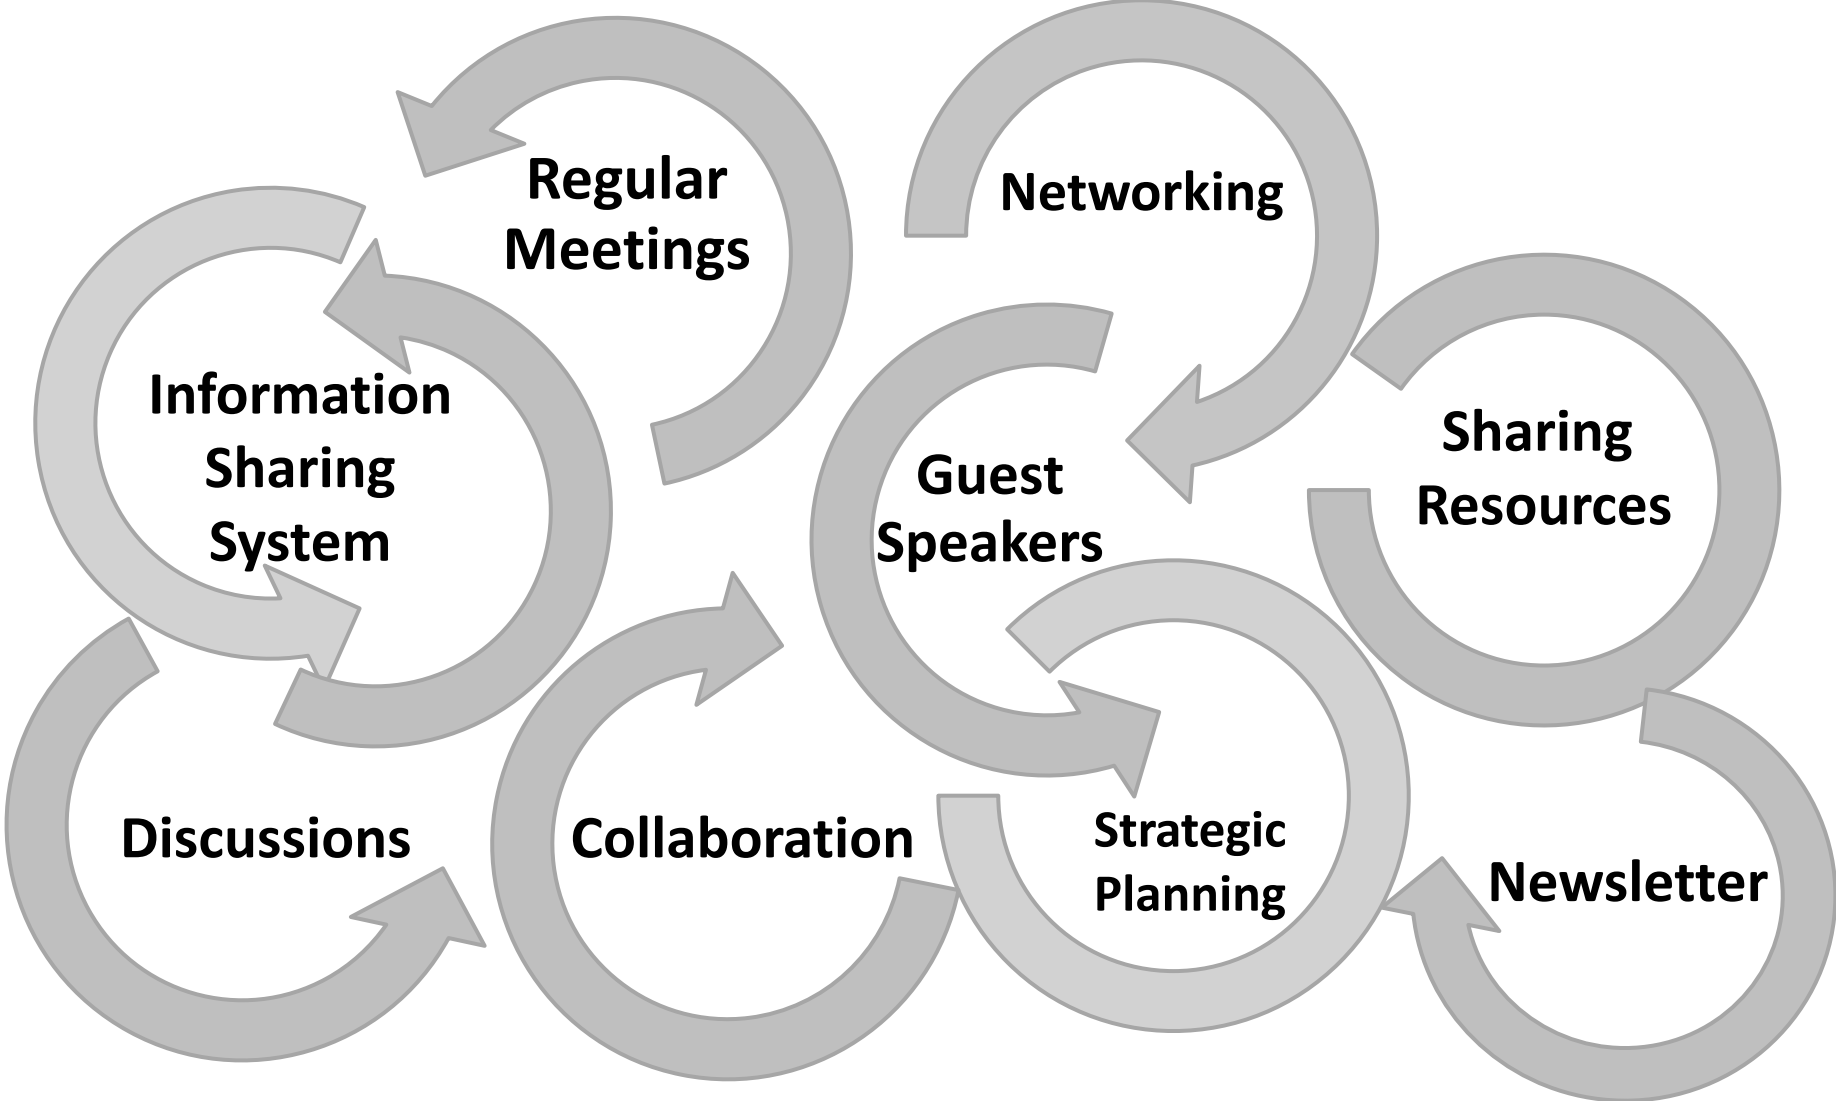 Regular
Meetings
Networking
Information
Sharing
System
Guest
Speakers
Sharing
Resources
Discussions
Collaboration
Strategic
Planning
Newsletter